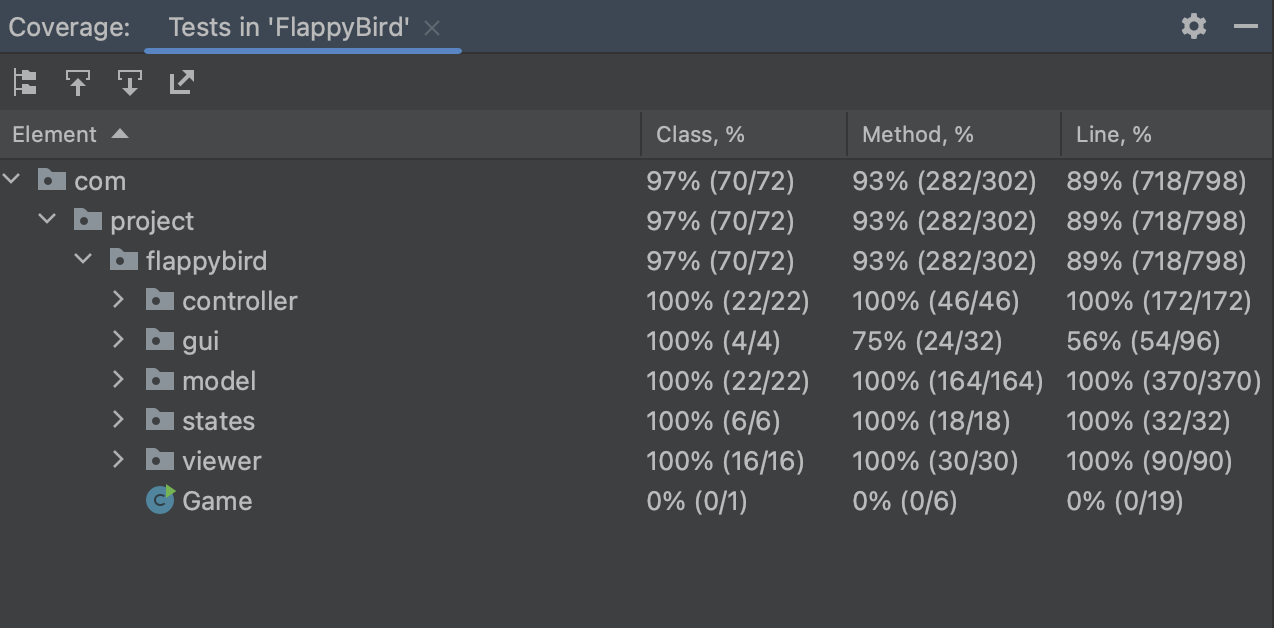 Coverage: Tests in 'FlappyBird'
Element Class, % Method, % Line, %
com 97% (70/72) 93% (282/302) 89% (718/798)
project 97% (70/72) 93% (282/302) 89% (718/798)
flappybird 97% (70/72) 93% (282/302) 89% (718/798)
controller 100% (22/22) 100% (46/46) 100% (172/172)
gui 100% (4/4) 75% (24/32) 56% (54/96)
model 100% (22/22) 100% (164/164) 100% (370/370)
states 100% (6/6) 100% (18/18) 100% (32/32)
viewer 100% (16/16) 100% (30/30) 100% (90/90)
C Game 0% (0/1) 0% (0/6) 0% (0/19)